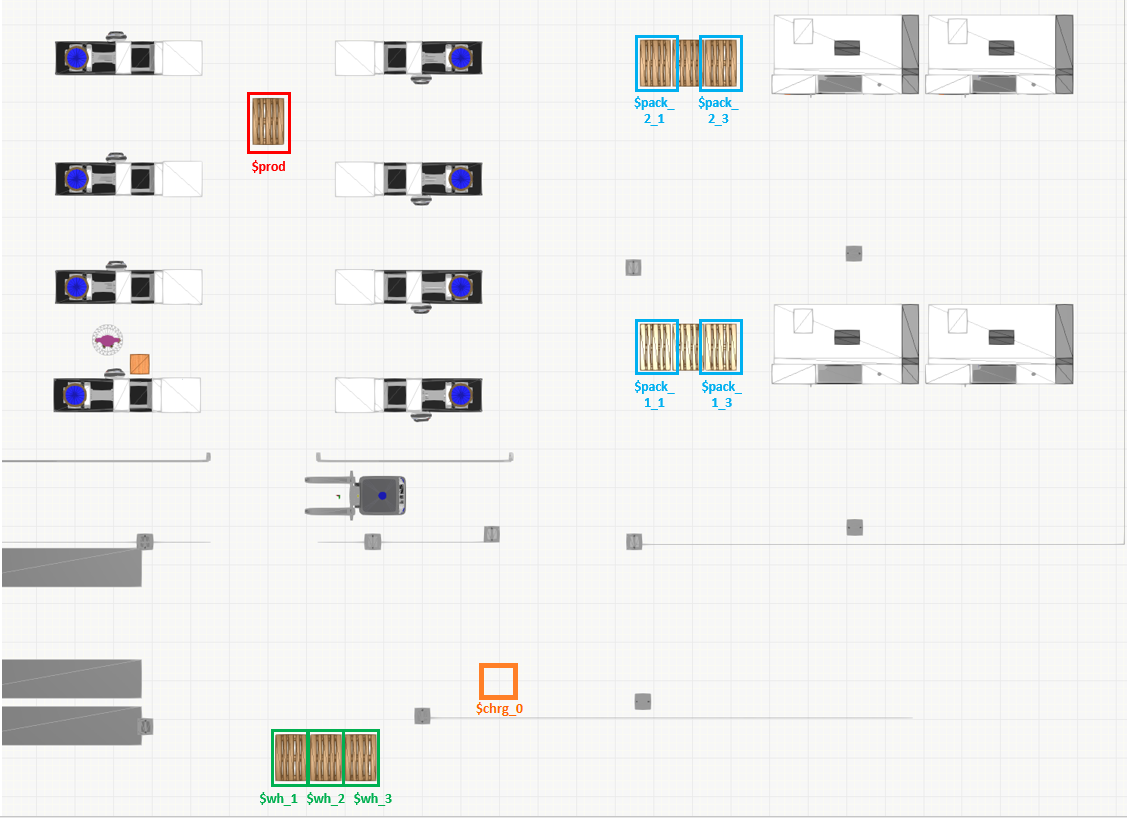 $pack_
2_1
$pack_
2_3
$prod
$pack_
1_1
$pack_
1_3
$chrg_0
$wh_1
$wh_2
$wh_3